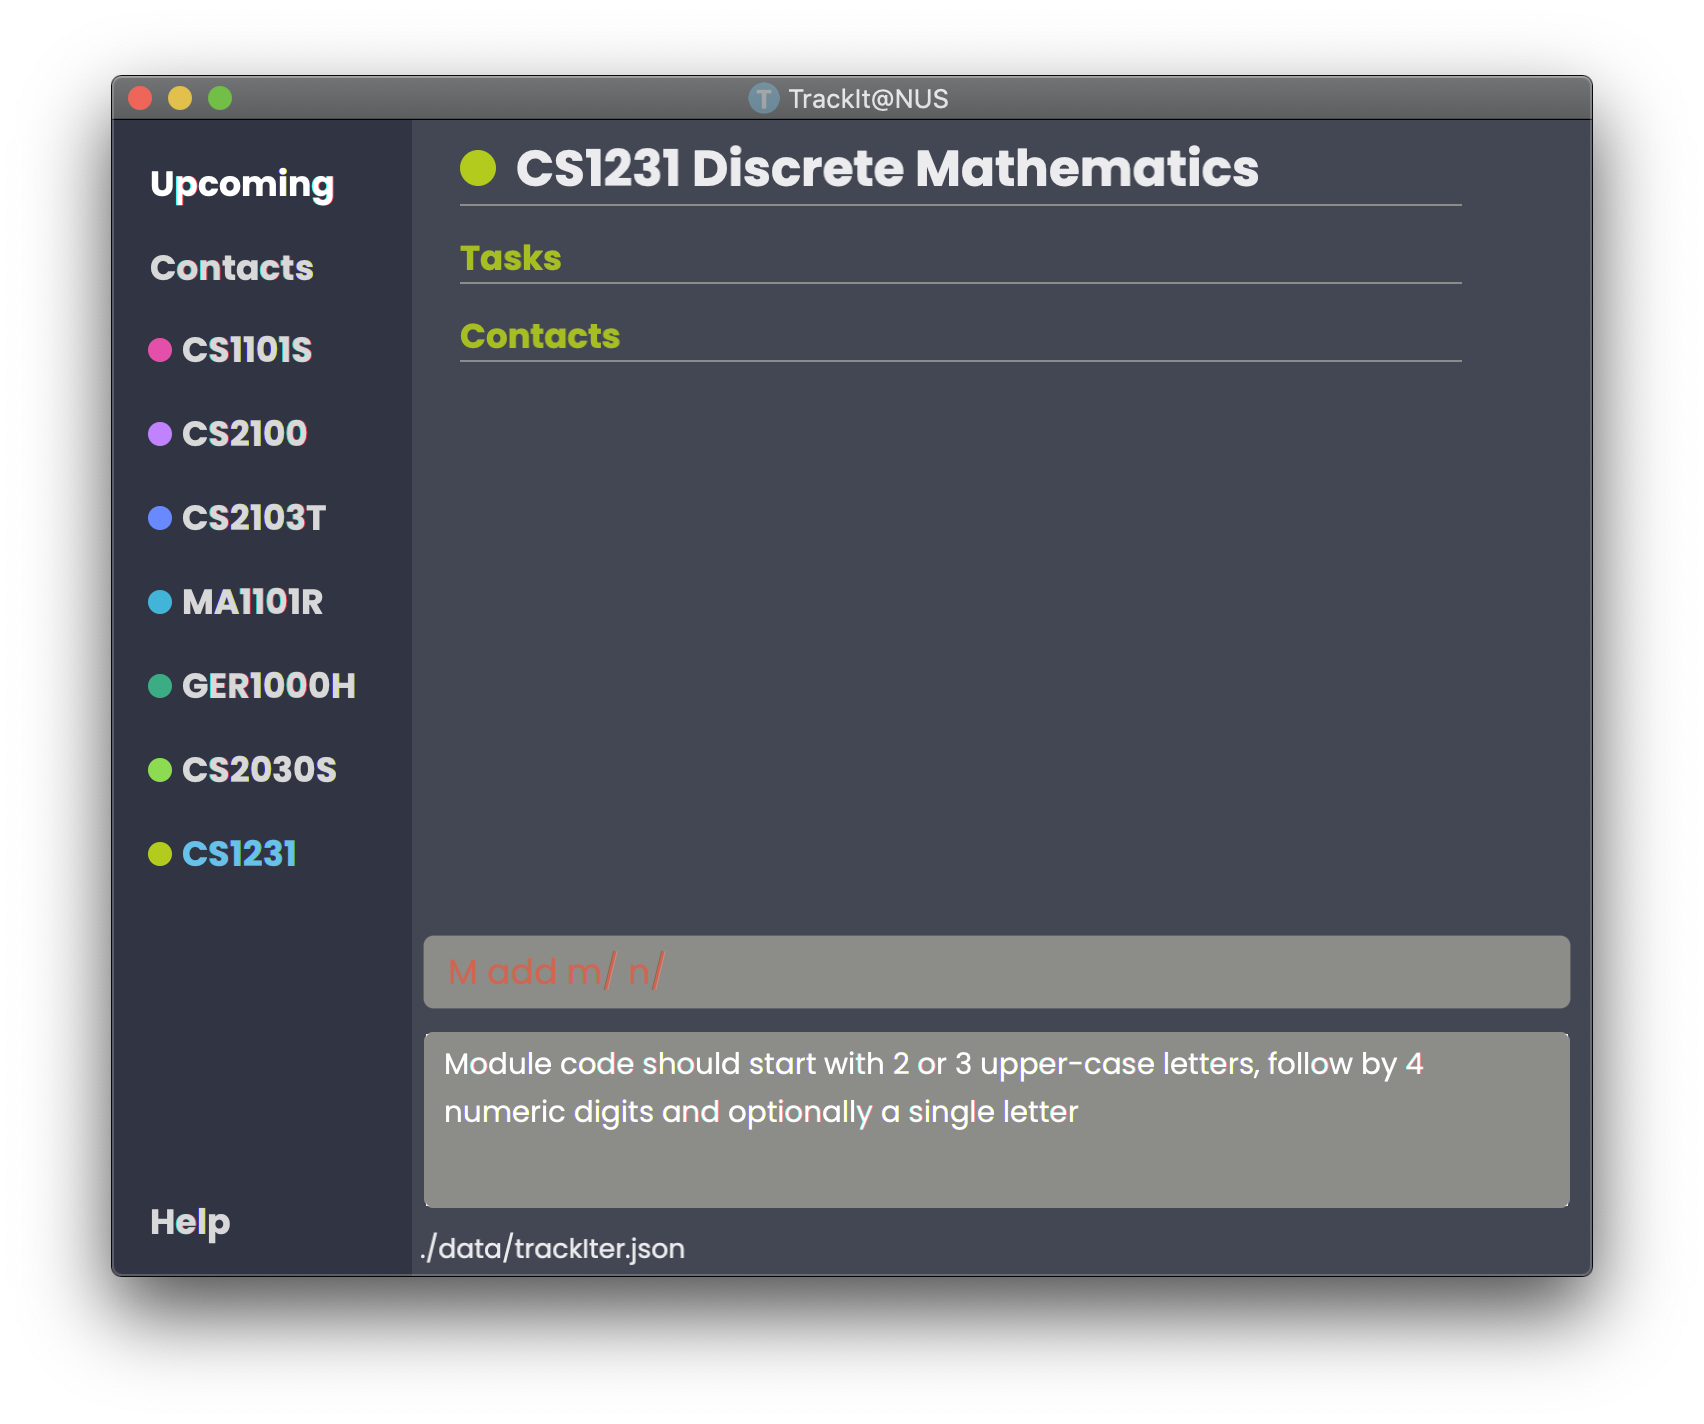 T TrackIt@NUS
Upcoming
Contacts
CS1101S
CS2100
CS2103T
MA1101R
GER1000H
CS2030S
CS1231
Help
CS1231 Discrete Mathematics
Tasks
Contacts
M add m/ n/
Module code should start with 2 or 3 upper-case letters, follow by 4
numeric digits and optionally a single letter
./data/trackIter.json